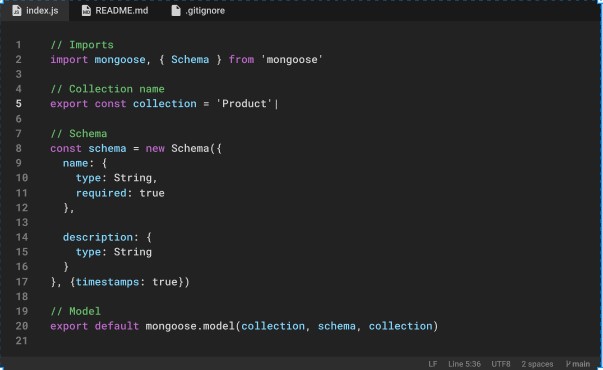 index.js README.md .gitignore
1 // Imports
2 import mongoose, { Schema } from 'mongoose'
3
4 // Collection name
5 export const collection = 'Product'
6
7 // Schema
8 const schema = new Schema({
9   name: {
10     type: String,
11     required: true
12   },
13
14   description: {
15     type: String
16   }
17 }, {timestamps: true})
18
19 // Model
20 export default mongoose.model(collection, schema, collection)
21
LF Line 5:36 UTF8 2 spaces main